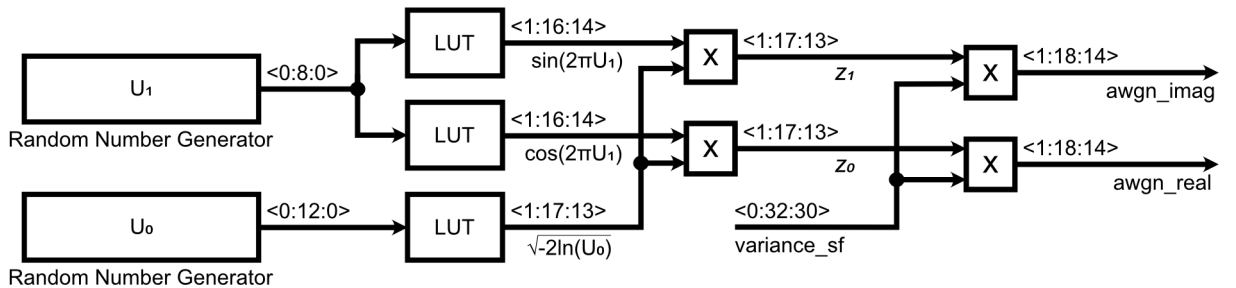 <1:16:14>
<1:17:13>
<1:18:14>
LUT
<0:8:0>
sin(2πU₁)
X
z₁
X
awgn_imag
U₁
Random Number Generator
<1:16:14>
<1:17:13>
<1:18:14>
LUT
cos(2πU₁)
X
z₀
X
awgn_real
<0:12:0>
<1:17:13>
<0:32:30>
U₀
LUT
√-2ln(U₀)
variance_sf
Random Number Generator